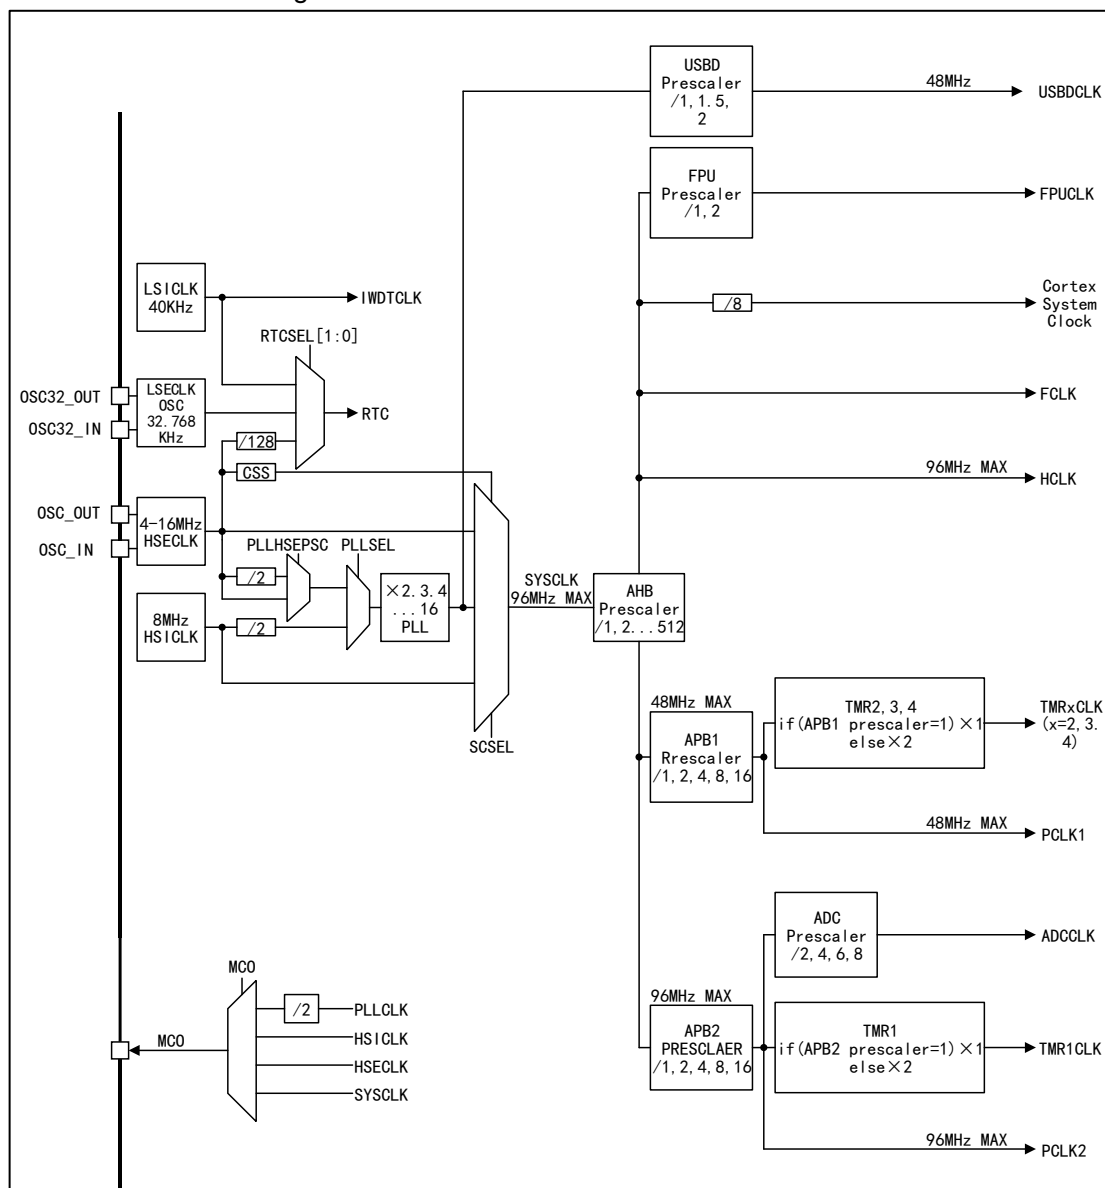 USBD
Prescaler
/1,1.5,
2
48MHz
USBDCLK
FPU
Prescaler
/1,2
FPUCLK
LSICLK
40KHz
IWDTCLK
/8
Cortex
System
Clock
RTCSEL[1:0]
OSC32_OUT
OSC32_IN
LSECLK
OSC
32.768
KHz
RTC
FCLK
/128
CSS
96MHz MAX
HCLK
OSC_OUT
OSC_IN
4-16MHz
HSECLK
PLLHSEPSC
PLLSEL
/2
×2.3.4
...16
PLL
SYSCLK
96MHz MAX
AHB
Prescaler
/1,2...512
8MHz
HSICLK
/2
SCSEL
48MHz MAX
APB1
Rrescaler
/1,2,4,8,16
TMR2,3,4
if(APB1 prescaler=1)×1
else×2
TMRxCLK
(x=2,3.
4)
48MHz MAX
PCLK1
ADC
Prescaler
/2,4,6,8
ADCCLK
MCO
/2
PLLCLK
HSICLK
HSECLK
SYSCLK
MCO
96MHz MAX
APB2
PRESCLAER
/1,2,4,8,16
TMR1
if(APB2 prescaler=1)×1
else×2
TMR1CLK
96MHz MAX
PCLK2